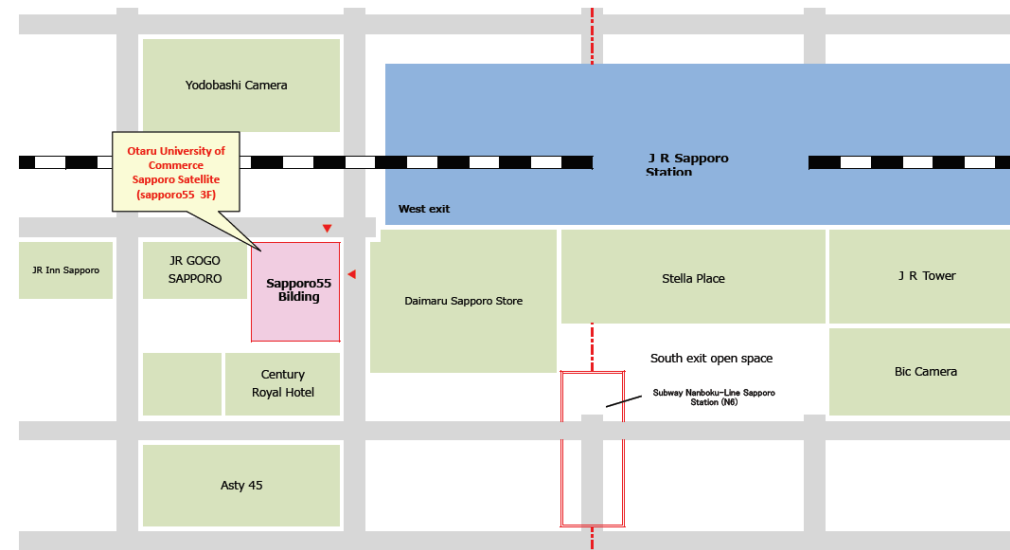 Yodobashi Camera
Otaru University of
Commerce
Sapporo Satellite
(sapporo55 3F)
J R Sapporo
Station
West exit
JR Inn Sapporo
JR GOGO
SAPPORO
Sapporo55
Bilding
Daimaru Sapporo Store
Stella Place
J R Tower
South exit open space
Subway Nanboku-Line Sapporo
Station (N6)
Bic Camera
Century
Royal Hotel
Asty 45